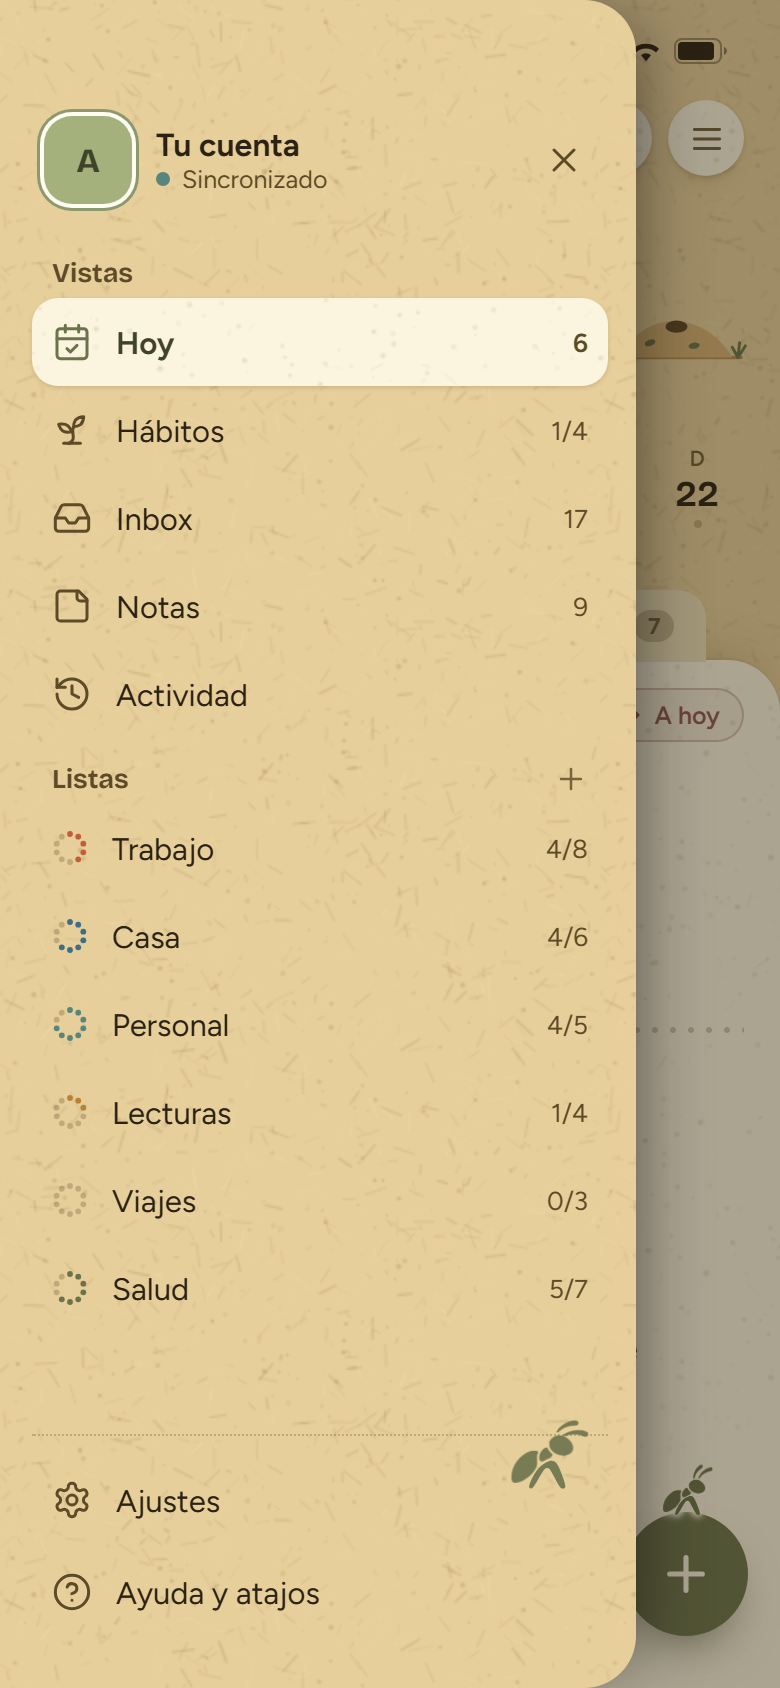 A
Tu cuenta
Sincronizado
Vistas
Hoy 6
Hábitos 1/4
Inbox 17
Notas 9
Actividad
Listas
Trabajo 4/8
Casa 4/6
Personal 4/5
Lecturas 1/4
Viajes 0/3
Salud 5/7
Ajustes
Ayuda y atajos
D
22
7
A hoy